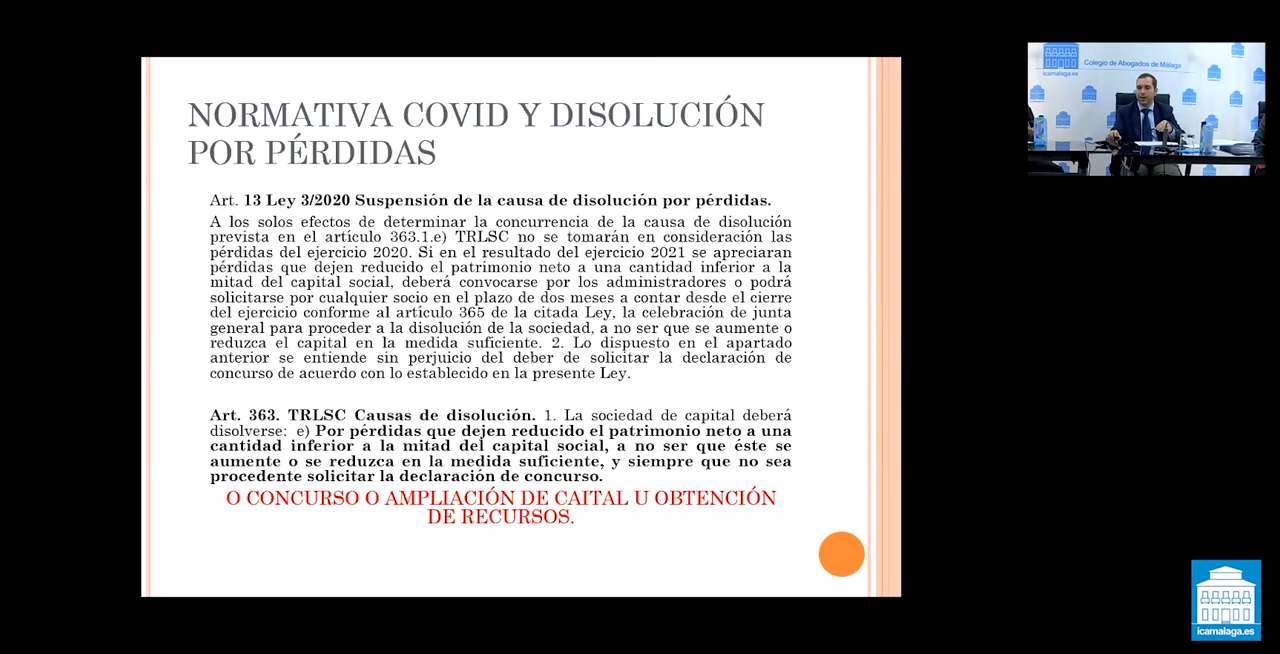 NORMATIVA COVID Y DISOLUCIÓN
POR PÉRDIDAS
Art. 13 Ley 3/2020 Suspensión de la causa de disolución por pérdidas.
A los solos efectos de determinar la concurrencia de la causa de disolución
prevista en el artículo 363.1.e) TRLSC no se tomarán en consideración las
pérdidas del ejercicio 2020. Si en el resultado del ejercicio 2021 se apreciaran
pérdidas que dejen reducido el patrimonio neto a una cantidad inferior a la
mitad del capital social, deberá convocarse por los administradores o podrá
solicitarse por cualquier socio en el plazo de dos meses a contar desde el cierre
del ejercicio conforme al artículo 365 de la citada Ley, la celebración de junta
general para proceder a la disolución de la sociedad, a no ser que se aumente o
reduzca el capital en la medida suficiente. 2. Lo dispuesto en el apartado
anterior se entiende sin perjuicio del deber de solicitar la declaración de
concurso de acuerdo con lo establecido en la presente Ley.
Art. 363. TRLSC Causas de disolución. 1. La sociedad de capital deberá
disolverse: e) Por pérdidas que dejen reducido el patrimonio neto a una
cantidad inferior a la mitad del capital social, a no ser que éste se
aumente o se reduzca en la medida suficiente, y siempre que no sea
procedente solicitar la declaración de concurso.
O CONCURSO O AMPLIACIÓN DE CAITAL U OBTENCIÓN
DE RECURSOS.
Colegio de Abogados de Málaga
icamalaga.es
icamalaga.es